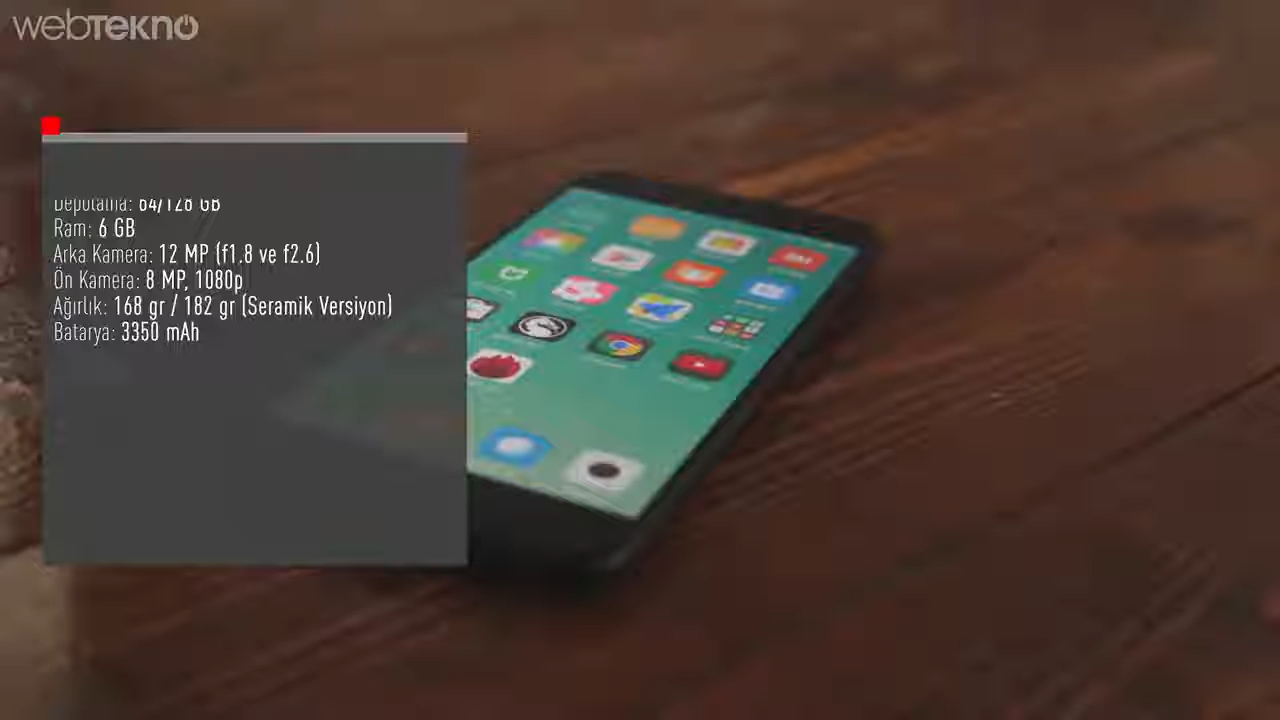 webTEKNO
Depolama: 64/128 GB
Ram: 6 GB
Arka Kamera: 12 MP (f1.8 ve f2.6)
Ön Kamera: 8 MP, 1080p
Ağırlık: 168 gr / 182 gr (Seramik Versiyon)
Batarya: 3350 mAh